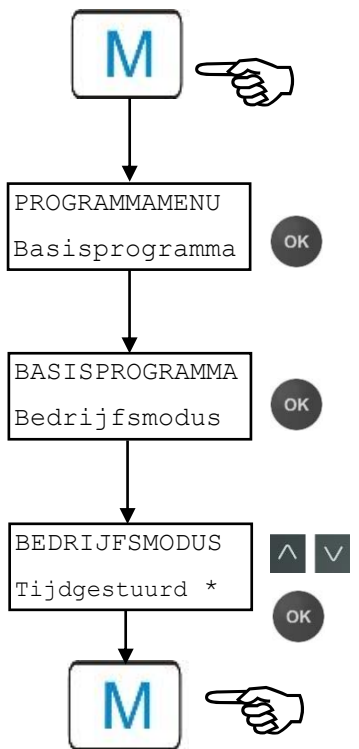 M
PROGRAMMAMENU
Basisprogramma
OK
BASISPROGRAMMA
Bedrijfsmodus
OK
BEDRIJFSMODUS
Tijdgestuurd *
OK
M